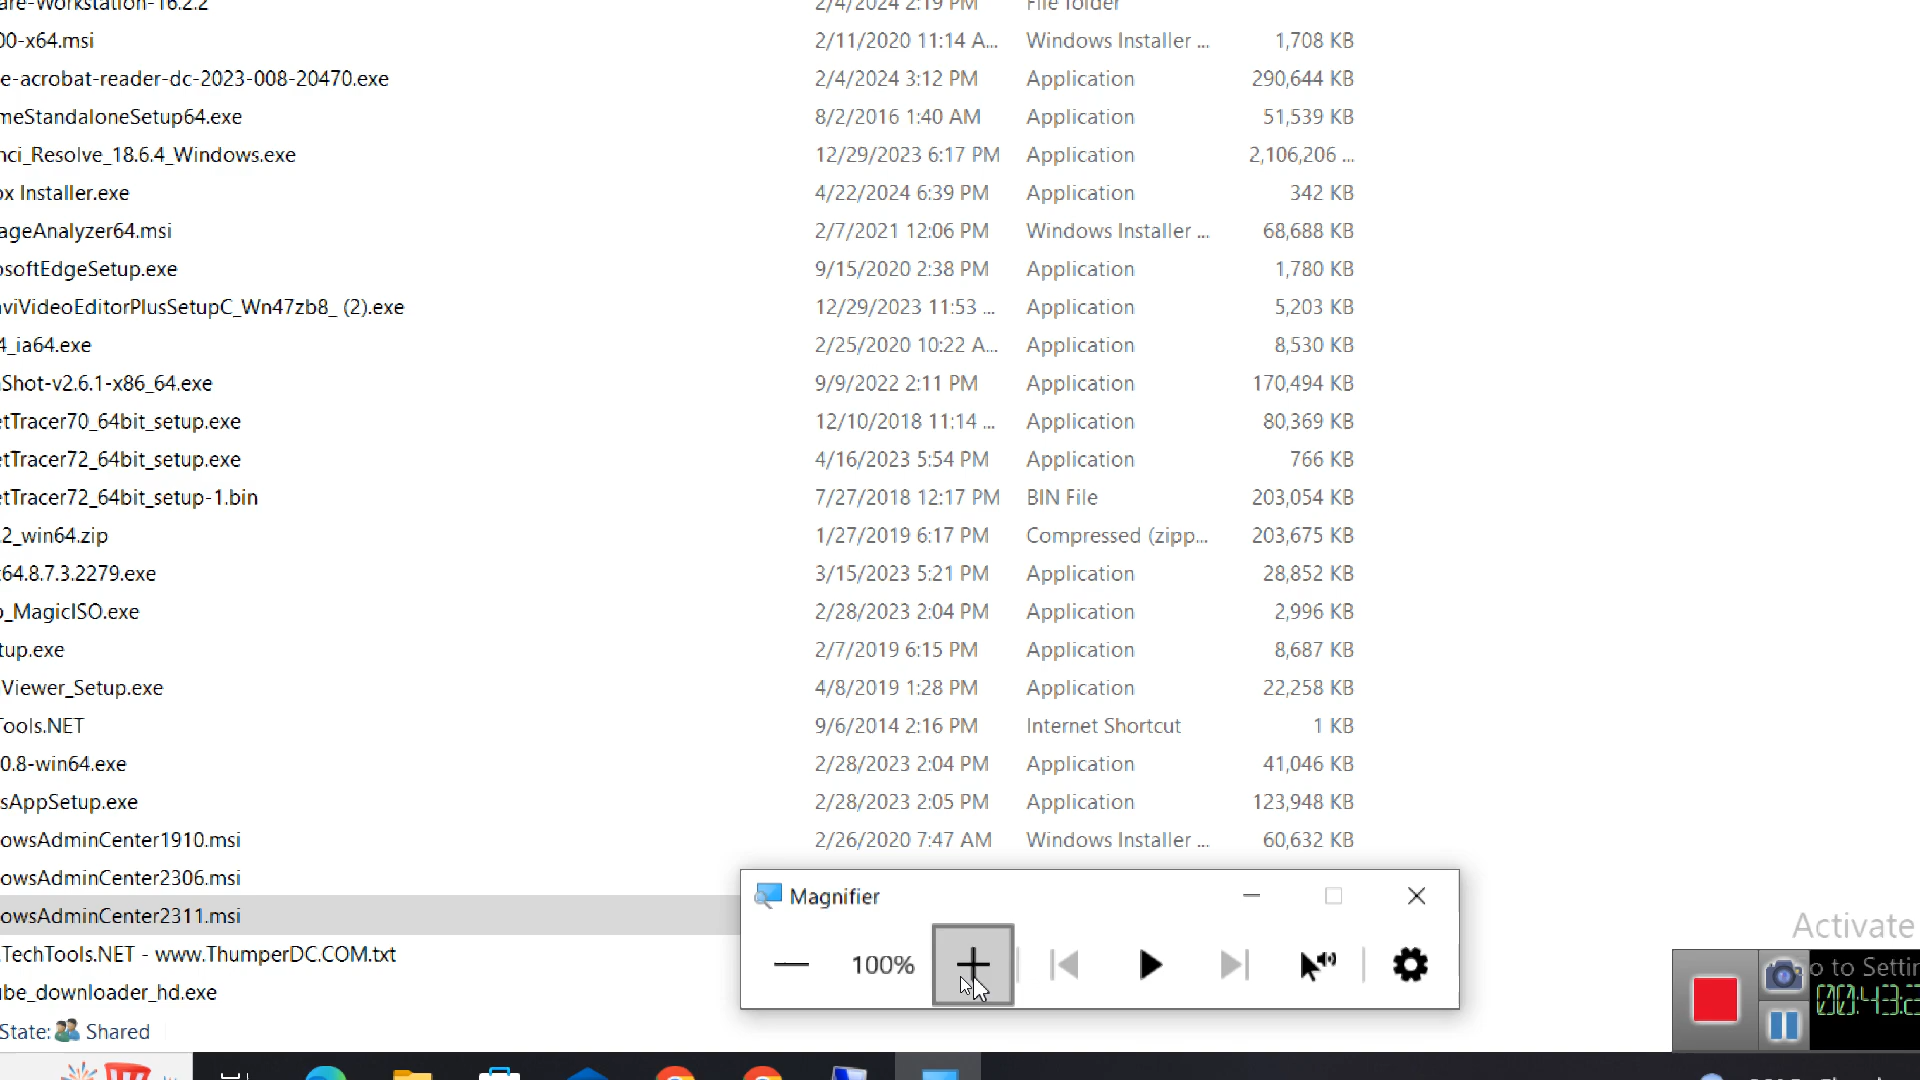 are-Workstation-16.2.2 2/4/2024 2:19 PM File folder
00-x64.msi 2/11/2020 11:14 A... Windows Installer ... 1,708 KB
e-acrobat-reader-dc-2023-008-20470.exe 2/4/2024 3:12 PM Application 290,644 KB
meStandaloneSetup64.exe 8/2/2016 1:40 AM Application 51,539 KB
nci_Resolve_18.6.4_Windows.exe 12/29/2023 6:17 PM Application 2,106,206 ...
ox Installer.exe 4/22/2024 6:39 PM Application 342 KB
ageAnalyzer64.msi 2/7/2021 12:06 PM Windows Installer ... 68,688 KB
osoftEdgeSetup.exe 9/15/2020 2:38 PM Application 1,780 KB
aviVideoEditorPlusSetupC_Wn47zb8_ (2).exe 12/29/2023 11:53 ... Application 5,203 KB
4_ia64.exe 2/25/2020 10:22 A... Application 8,530 KB
Shot-v2.6.1-x86_64.exe 9/9/2022 2:11 PM Application 170,494 KB
etTracer70_64bit_setup.exe 12/10/2018 11:14 ... Application 80,369 KB
etTracer72_64bit_setup.exe 4/16/2023 5:54 PM Application 766 KB
etTracer72_64bit_setup-1.bin 7/27/2018 12:17 PM BIN File 203,054 KB
2_win64.zip 1/27/2019 6:17 PM Compressed (zipp... 203,675 KB
64.8.7.3.2279.exe 3/15/2023 5:21 PM Application 28,852 KB
p_MagicISO.exe 2/28/2023 2:04 PM Application 2,996 KB
tup.exe 2/7/2019 6:15 PM Application 8,687 KB
Viewer_Setup.exe 4/8/2019 1:28 PM Application 22,258 KB
Tools.NET 9/6/2014 2:16 PM Internet Shortcut 1 KB
0.8-win64.exe 2/28/2023 2:04 PM Application 41,046 KB
sAppSetup.exe 2/28/2023 2:05 PM Application 123,948 KB
owsAdminCenter1910.msi 2/26/2020 7:47 AM Windows Installer ... 60,632 KB
owsAdminCenter2306.msi
owsAdminCenter2311.msi
TechTools.NET - www.ThumperDC.COM.txt
ube_downloader_hd.exe
State: Shared
Magnifier
100%
Activate
o to Settin
00:43:2